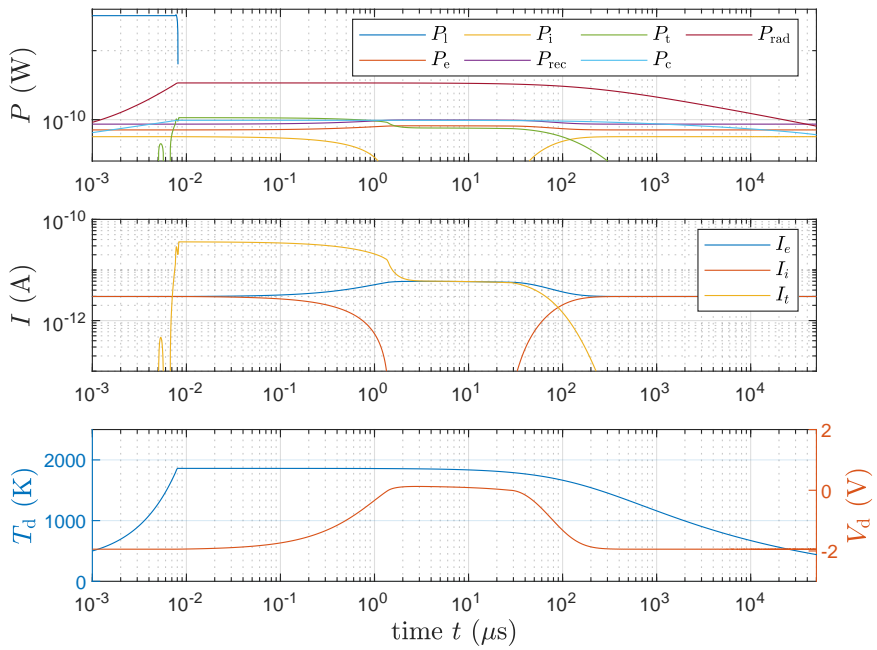 P_l P_i P_t P_rad
P_e P_rec P_c
P (W)
10^-10
10^-3 10^-2 10^-1 10^0 10^1 10^2 10^3 10^4
10^-10
I_e
I_i
I_t
I (A)
10^-12
10^-3 10^-2 10^-1 10^0 10^1 10^2 10^3 10^4
2000
1000
0
T_d (K)
2
0
-2
V_d (V)
10^-3 10^-2 10^-1 10^0 10^1 10^2 10^3 10^4
time t (μs)